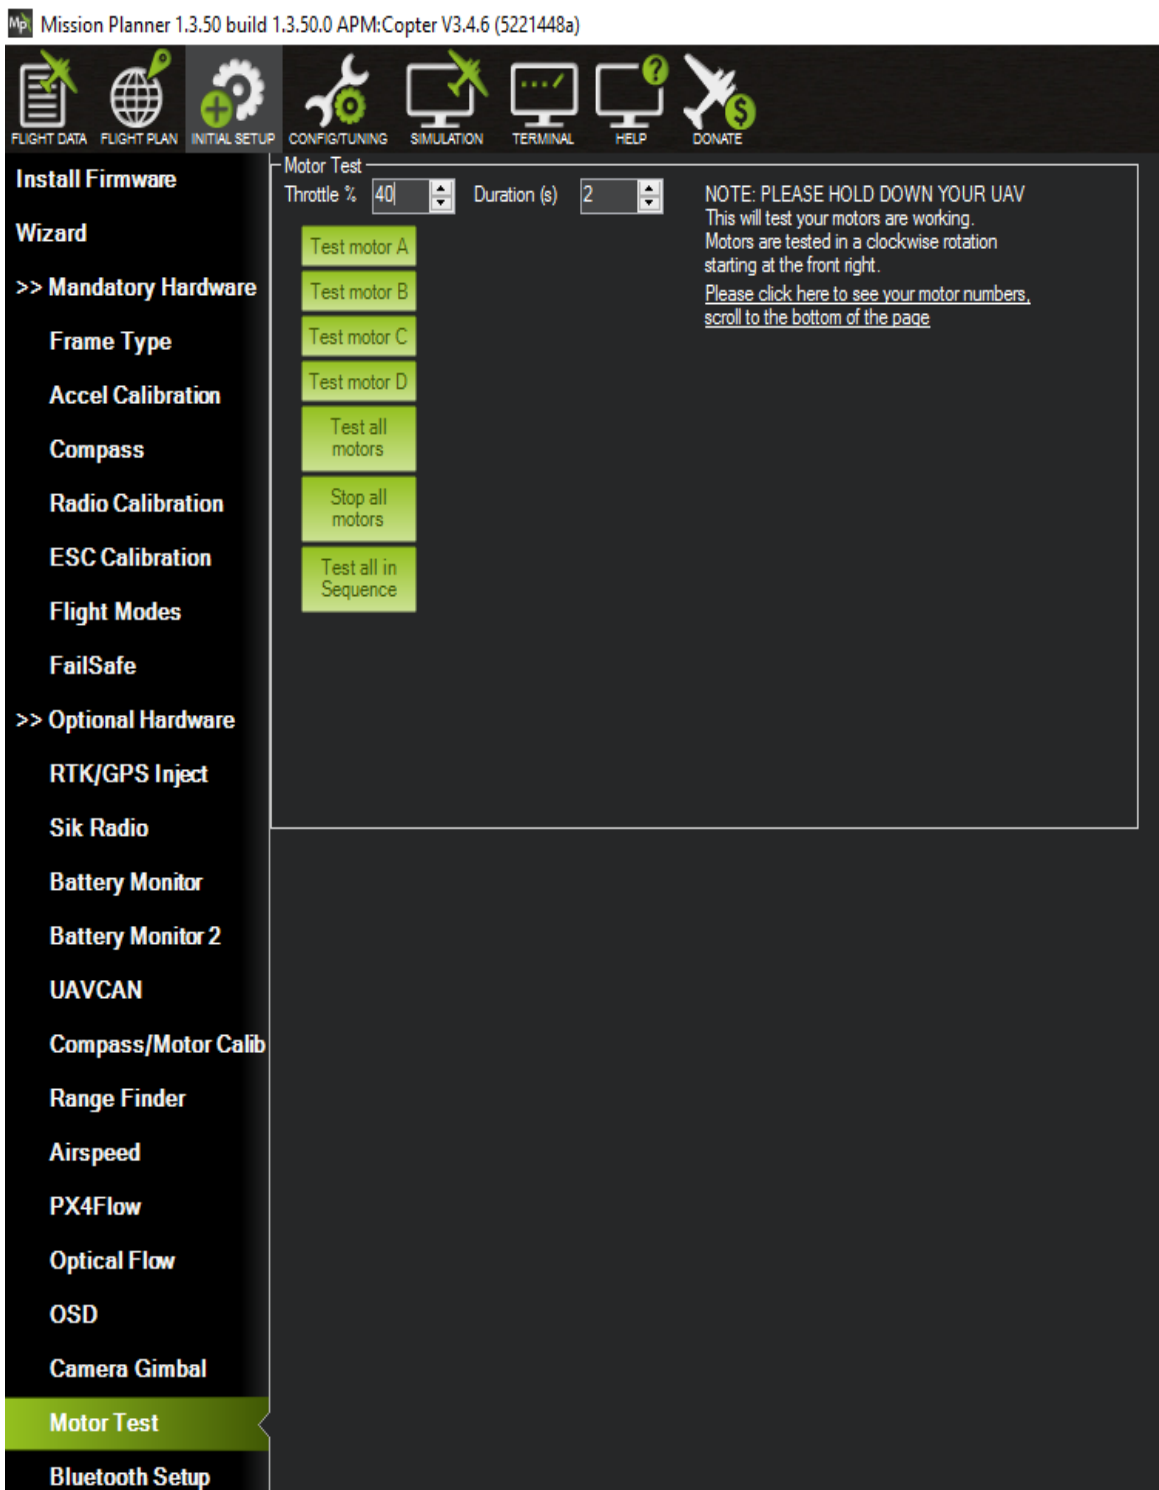 Mission Planner 1.3.50 build 1.3.50.0 APM:Copter V3.4.6 (5221448a)
FLIGHT DATA
FLIGHT PLAN
INITIAL SETUP
CONFIG/TUNING
SIMULATION
TERMINAL
HELP
DONATE
Install Firmware
Wizard
>> Mandatory Hardware
Frame Type
Accel Calibration
Compass
Radio Calibration
ESC Calibration
Flight Modes
FailSafe
>> Optional Hardware
RTK/GPS Inject
Sik Radio
Battery Monitor
Battery Monitor 2
UAVCAN
Compass/Motor Calib
Range Finder
Airspeed
PX4Flow
Optical Flow
OSD
Camera Gimbal
Motor Test
Bluetooth Setup
Motor Test
Throttle % 40 Duration (s) 2
Test motor A
Test motor B
Test motor C
Test motor D
Test all
motors
Stop all
motors
Test all in
Sequence
NOTE: PLEASE HOLD DOWN YOUR UAV
This will test your motors are working.
Motors are tested in a clockwise rotation
starting at the front right.
Please click here to see your motor numbers,
scroll to the bottom of the page